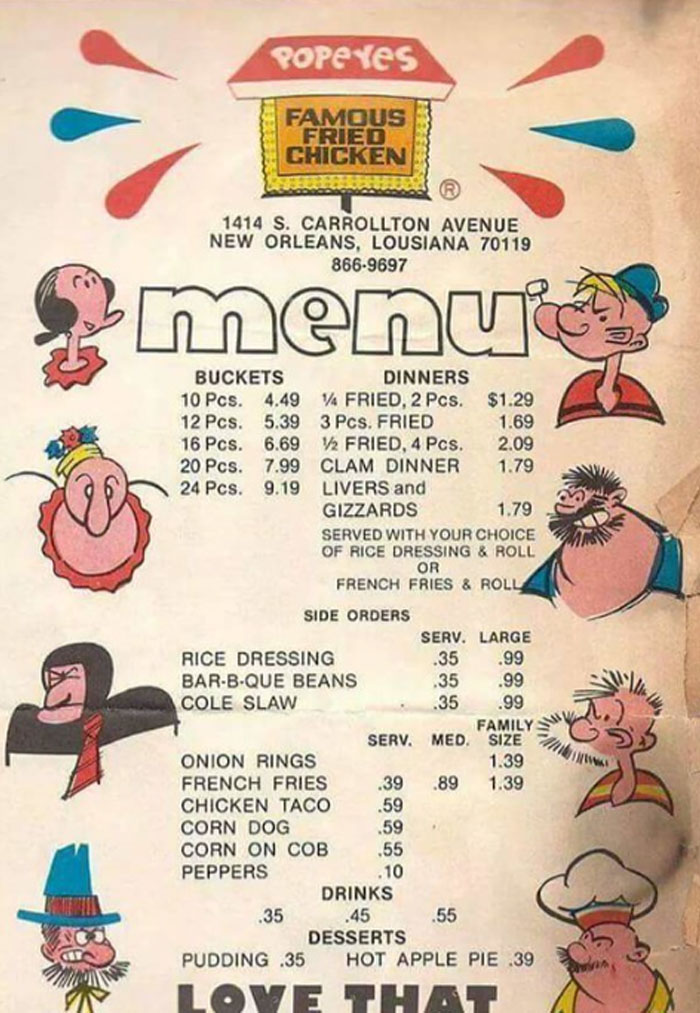 POPEYES
FAMOUS
FRIED
CHICKEN
®
1414 S. CARROLLTON AVENUE
NEW ORLEANS, LOUSIANA 70119
866-9697
menu
BUCKETS
10 Pcs. 4.49
12 Pcs. 5.39
16 Pcs. 6.69
20 Pcs. 7.99
24 Pcs. 9.19
DINNERS
¼ FRIED, 2 Pcs. $1.29
3 Pcs. FRIED 1.69
½ FRIED, 4 Pcs. 2.09
CLAM DINNER 1.79
LIVERS and
GIZZARDS 1.79
SERVED WITH YOUR CHOICE
OF RICE DRESSING & ROLL
OR
FRENCH FRIES & ROLL
SIDE ORDERS
SERV. LARGE
RICE DRESSING .35 .99
BAR-B-QUE BEANS .35 .99
COLE SLAW .35 .99
SERV. MED. FAMILY SIZE
ONION RINGS 1.39
FRENCH FRIES .39 .89 1.39
CHICKEN TACO .59
CORN DOG .59
CORN ON COB .55
PEPPERS .10
DRINKS
.35 .45 .55
DESSERTS
PUDDING .35 HOT APPLE PIE .39
LOVE THAT